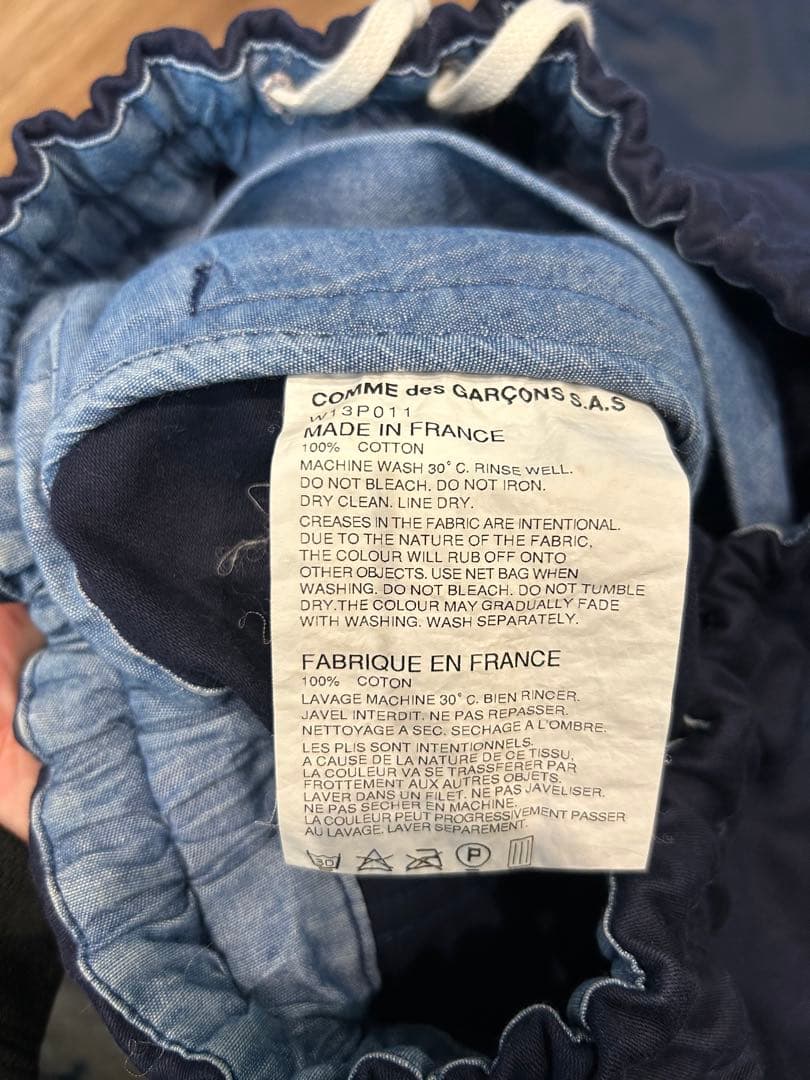 COMME des GARÇONS S.A.S
W13P011
MADE IN FRANCE
100% COTTON
MACHINE WASH 30° C. RINSE WELL.
DO NOT BLEACH. DO NOT IRON.
DRY CLEAN. LINE DRY.
CREASES IN THE FABRIC ARE INTENTIONAL.
DUE TO THE NATURE OF THE FABRIC,
THE COLOUR WILL RUB OFF ONTO
OTHER OBJECTS. USE NET BAG WHEN
WASHING. DO NOT BLEACH. DO NOT TUMBLE
DRY.THE COLOUR MAY GRADUALLY FADE
WITH WASHING. WASH SEPARATELY.
FABRIQUE EN FRANCE
100% COTON
LAVAGE MACHINE 30° C. BIEN RINCER.
JAVEL INTERDIT. NE PAS REPASSER.
NETTOYAGE A SEC. SECHAGE A L'OMBRE.
LES PLIS SONT INTENTIONNELS.
A CAUSE DE LA NATURE DE CE TISSU,
LA COULEUR VA SE TRASSFERER PAR
FROTTEMENT AUX AUTRES OBJETS.
LAVER DANS UN FILET. NE PAS JAVELISER.
NE PAS SECHER EN MACHINE.
LA COULEUR PEUT PROGRESSIVEMENT PASSER
AU LAVAGE. LAVER SEPAREMENT.
30 P